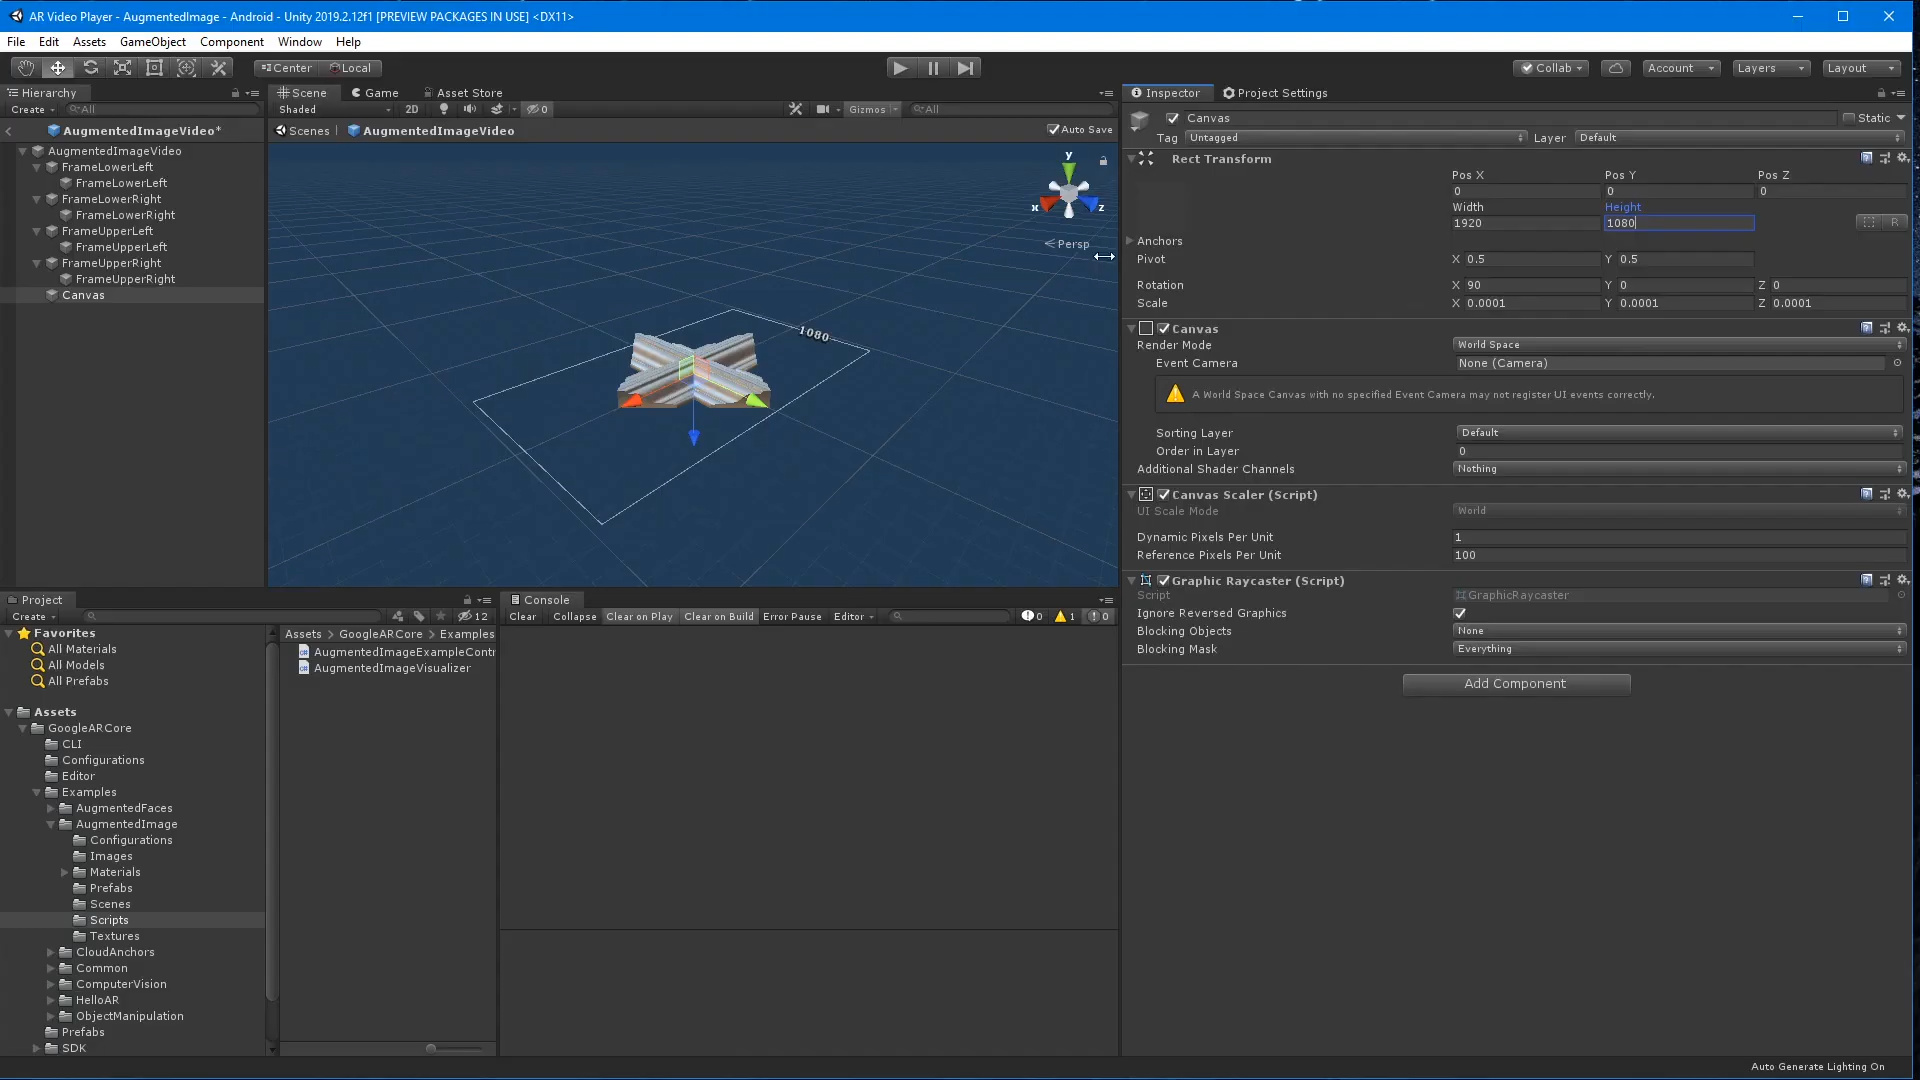 AR Video Player - AugmentedImage - Android - Unity 2019.2.12f1 [PREVIEW PACKAGES IN USE] <DX11>
File Edit Assets GameObject Component Window Help
Center Local Collab Account Layers Layout
Hierarchy
Create All
AugmentedImageVideo*
AugmentedImageVideo
FrameLowerLeft
FrameLowerLeft
FrameLowerRight
FrameLowerRight
FrameUpperLeft
FrameUpperLeft
FrameUpperRight
FrameUpperRight
Canvas
Scene Game Asset Store
Shaded 2D 0 Gizmos All
Scenes AugmentedImageVideo Auto Save
y
x z
Persp
1080
Inspector Project Settings
Canvas Static
Tag Untagged Layer Default
Rect Transform
Pos X Pos Y Pos Z
0 0 0
Width Height
1920 1080 R
Anchors
Pivot X 0.5 Y 0.5
Rotation X 90 Y 0 Z 0
Scale X 0.0001 Y 0.0001 Z 0.0001
Canvas
Render Mode World Space
Event Camera None (Camera)
A World Space Canvas with no specified Event Camera may not register UI events correctly.
Sorting Layer Default
Order in Layer 0
Additional Shader Channels Nothing
Canvas Scaler (Script)
UI Scale Mode World
Dynamic Pixels Per Unit 1
Reference Pixels Per Unit 100
Graphic Raycaster (Script)
Script GraphicRaycaster
Ignore Reversed Graphics
Blocking Objects None
Blocking Mask Everything
Add Component
Project
Create 12
Favorites
All Materials
All Models
All Prefabs
Assets
GoogleARCore
CLI
Configurations
Editor
Examples
AugmentedFaces
AugmentedImage
Configurations
Images
Materials
Prefabs
Scenes
Scripts
Textures
CloudAnchors
Common
ComputerVision
HelloAR
ObjectManipulation
Prefabs
SDK
Assets > GoogleARCore > Examples
AugmentedImageExampleContr
AugmentedImageVisualizer
Console
Clear Collapse Clear on Play Clear on Build Error Pause Editor 0 1 0
Auto Generate Lighting On